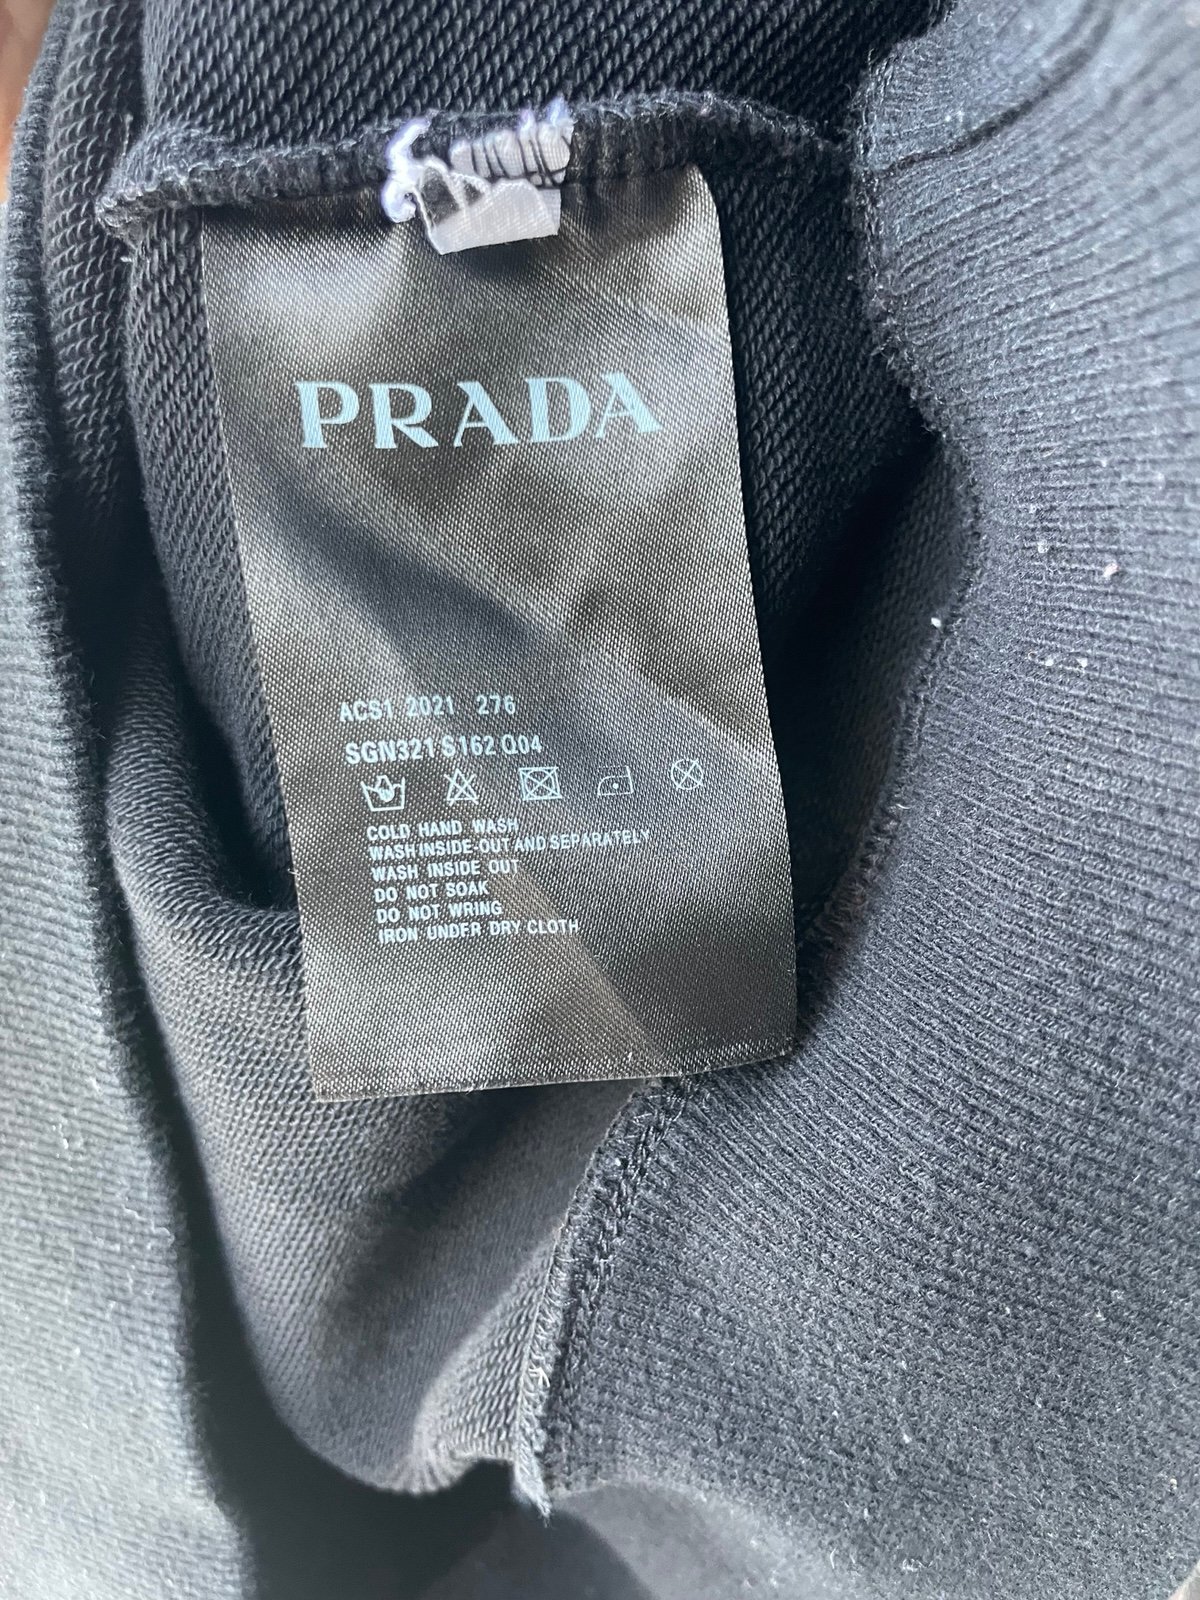 PRADA
ACS1 2021 276
SGN321 S162 Q04
COLD HAND WASH
WASH INSIDE-OUT AND SEPARATELY
WASH INSIDE OUT
DO NOT SOAK
DO NOT WRING
IRON UNDER DRY CLOTH